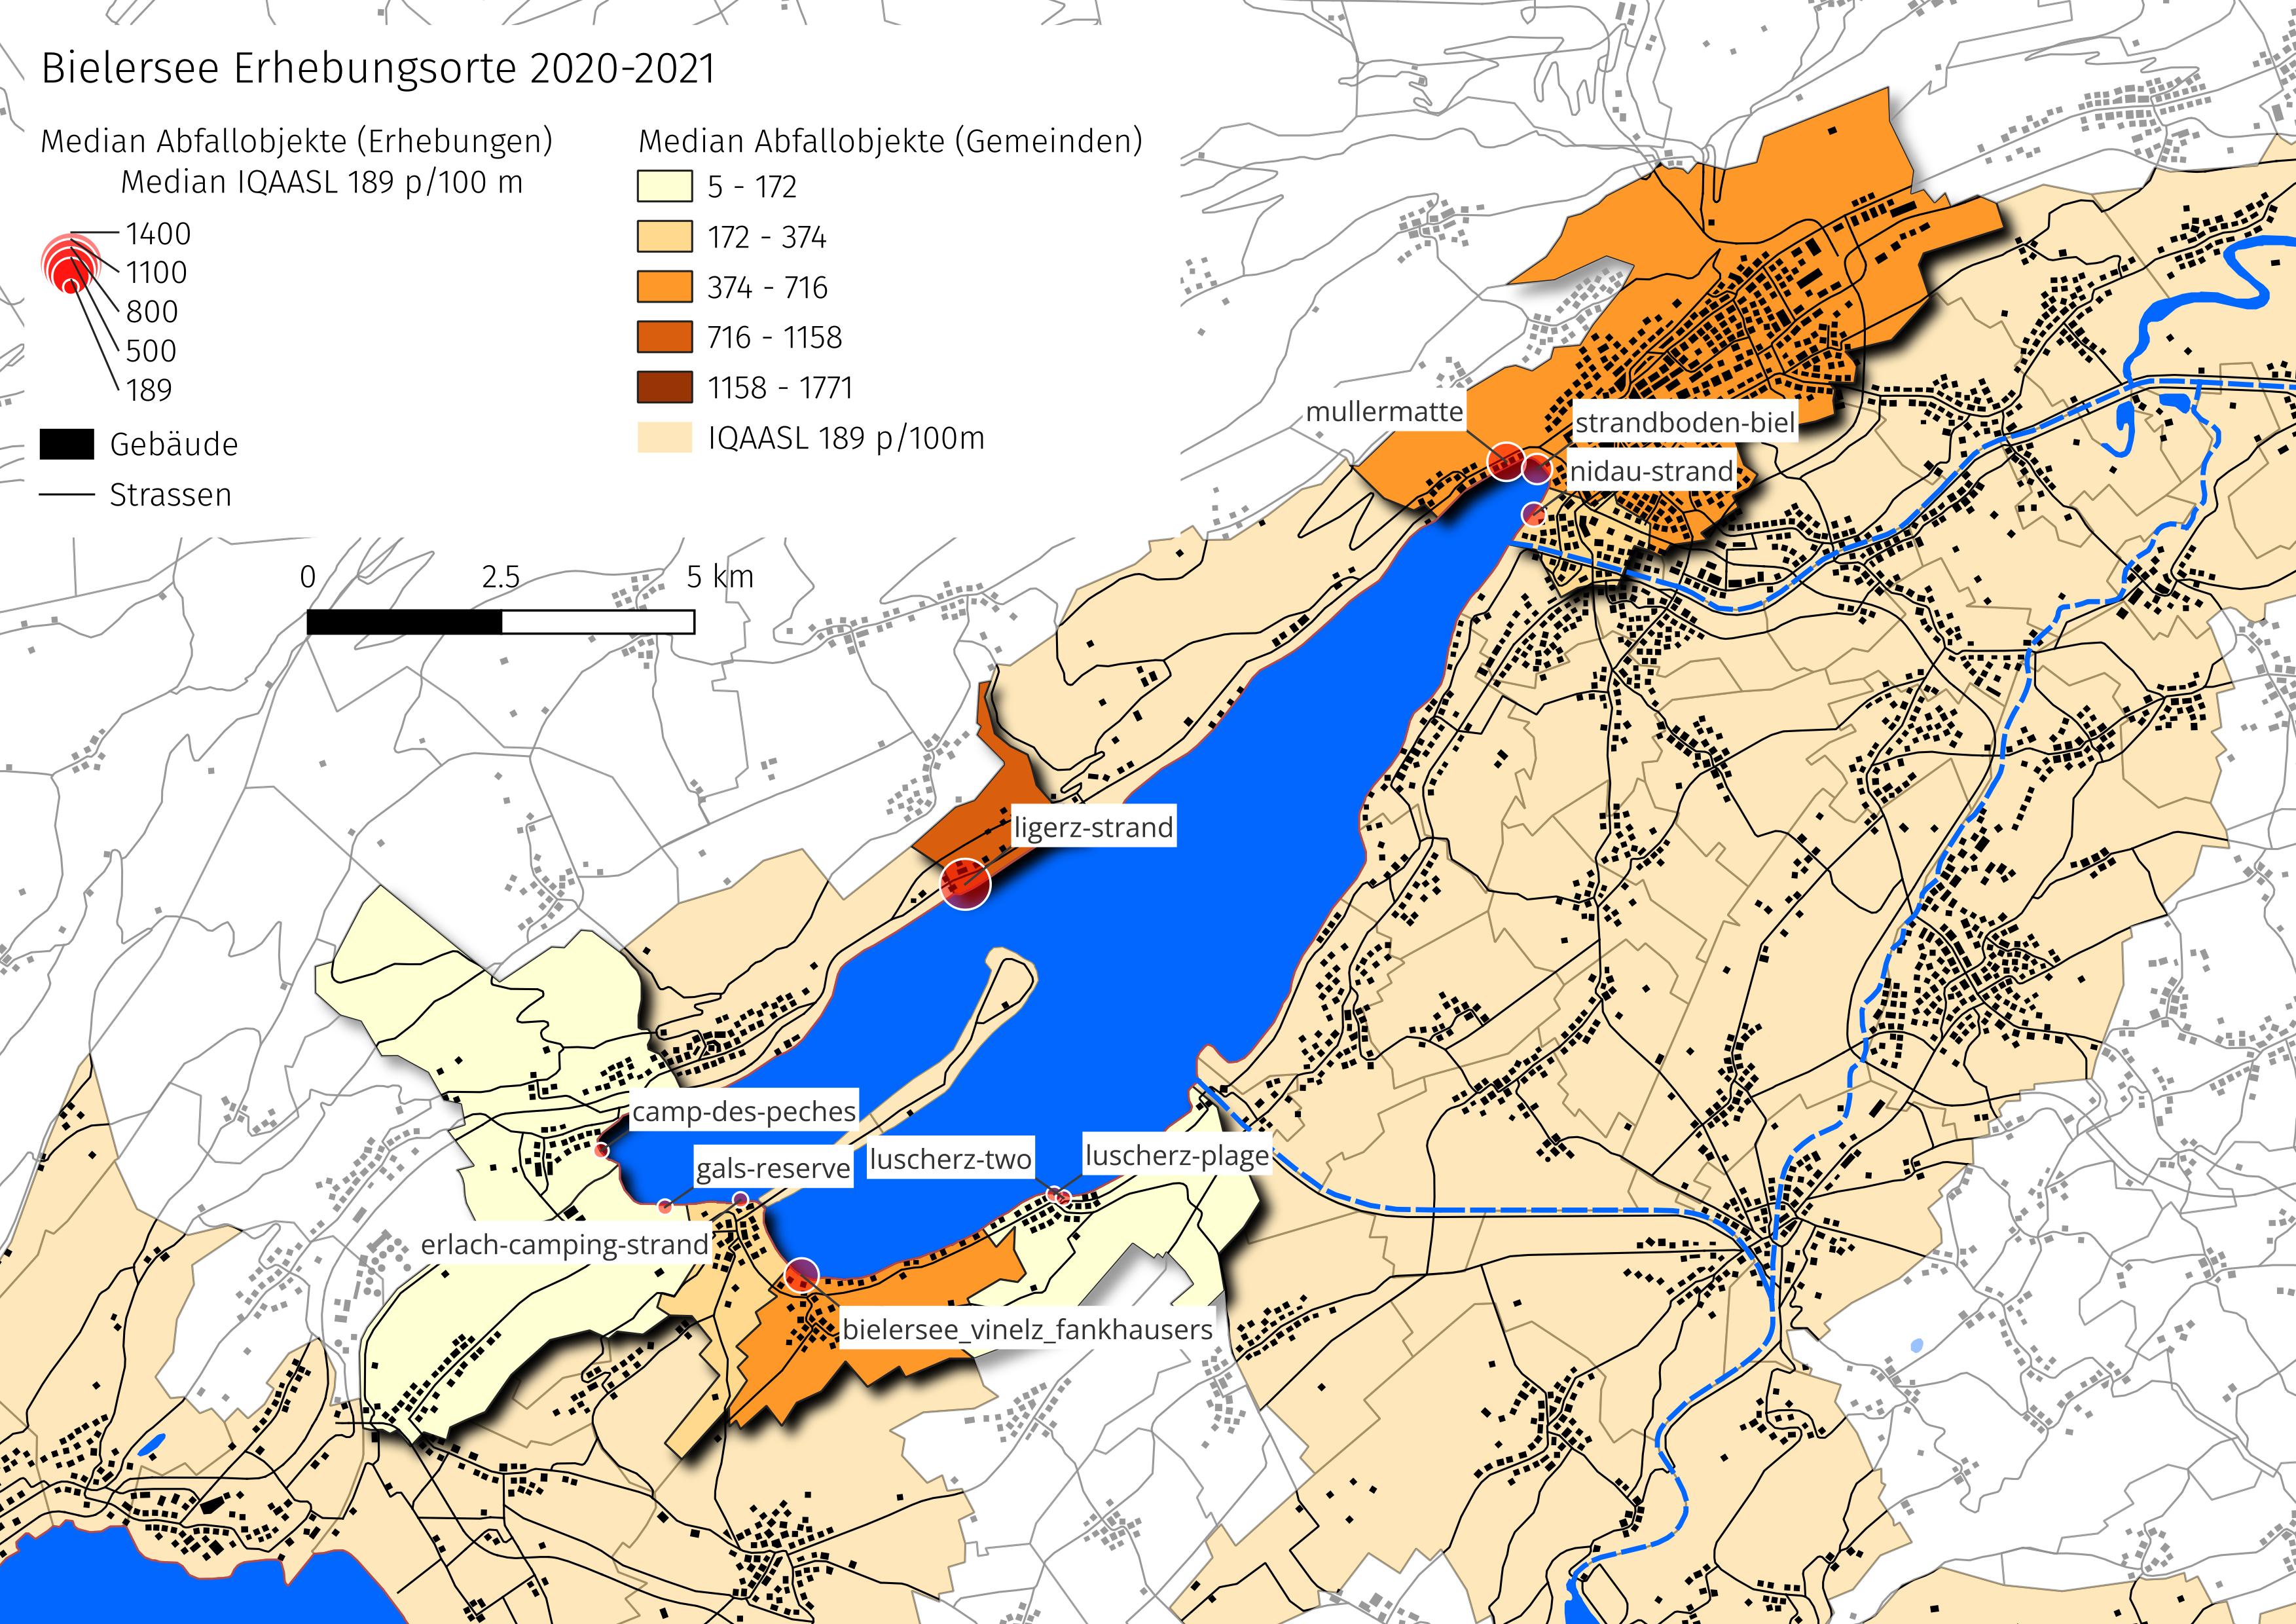 Bielersee Erhebungsorte 2020-2021
Median Abfallobjekte (Erhebungen)
Median IQAASL 189 p/100 m
1400
1100
800
500
189
Gebäude
Strassen
Median Abfallobjekte (Gemeinden)
5 - 172
172 - 374
374 - 716
716 - 1158
1158 - 1771
IQAASL 189 p/100m
0 2.5 5 km
mullermatte
strandboden-biel
nidau-strand
ligerz-strand
camp-des-peches
gals-reserve
luscherz-two
luscherz-plage
erlach-camping-strand
bielersee_vinelz_fankhausers